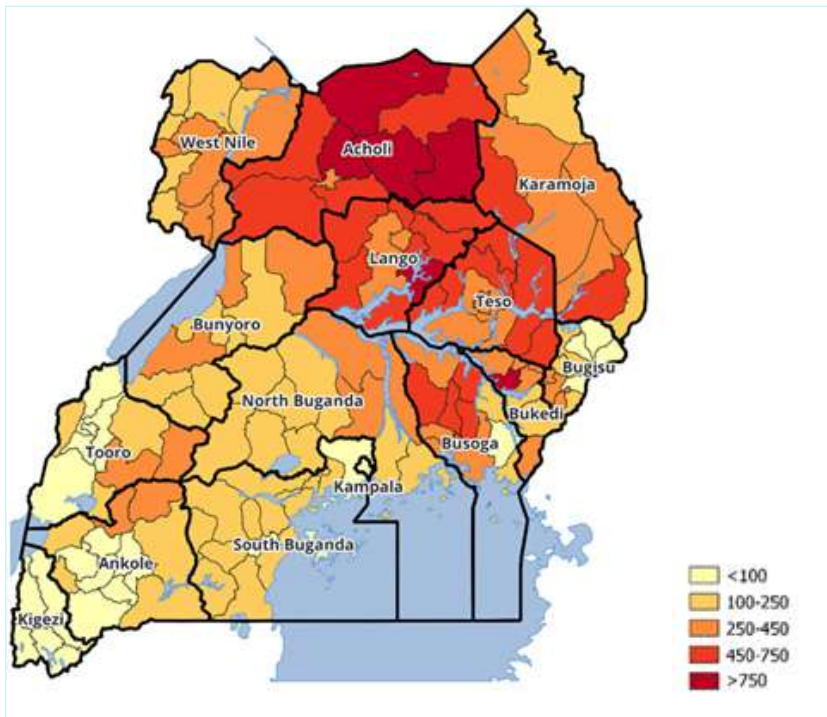 West Nile
Acholi
Karamoja
Lango
Teso
Bunyoro
Bugisu
North Buganda
Bukedi
Busoga
Tooro
Kampala
South Buganda
Ankole
Kigezi
<100
100-250
250-450
450-750
>750